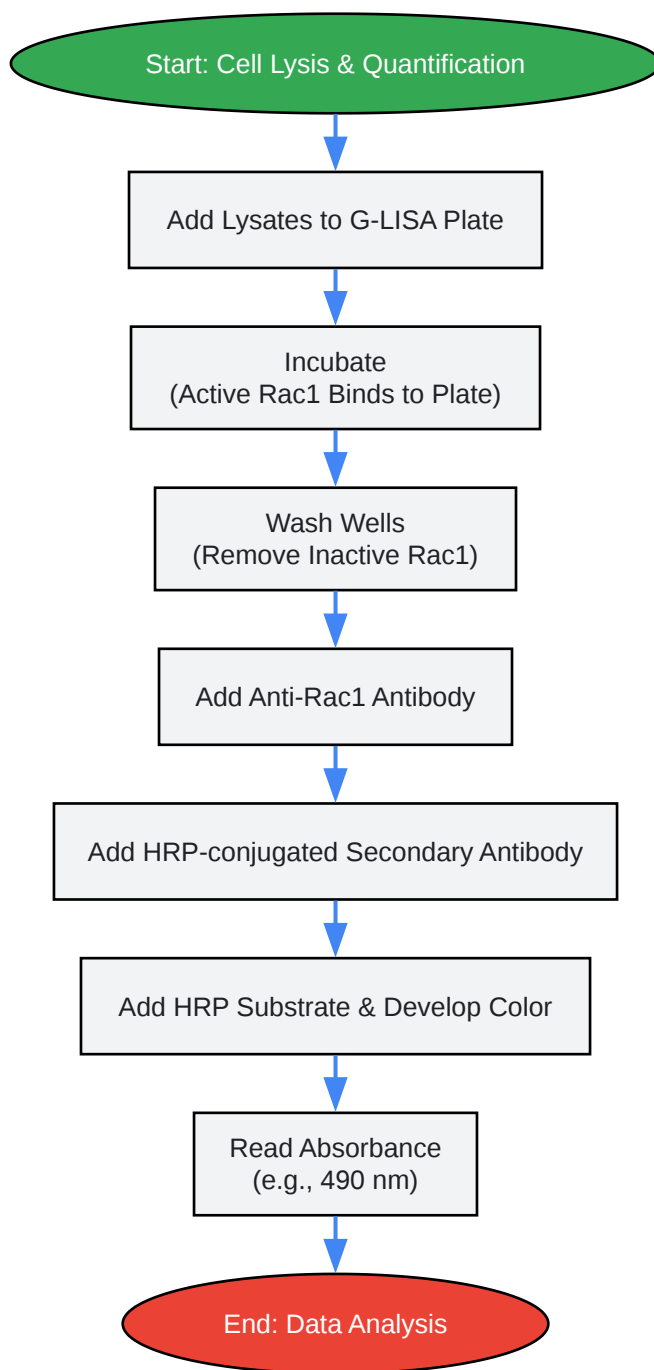 Start: Cell Lysis & Quantification
Add Lysates to G-LISA Plate
Incubate
(Active Rac1 Binds to Plate)
Wash Wells
(Remove Inactive Rac1)
Add Anti-Rac1 Antibody
Add HRP-conjugated Secondary Antibody
Add HRP Substrate & Develop Color
Read Absorbance
(e.g., 490 nm)
End: Data Analysis